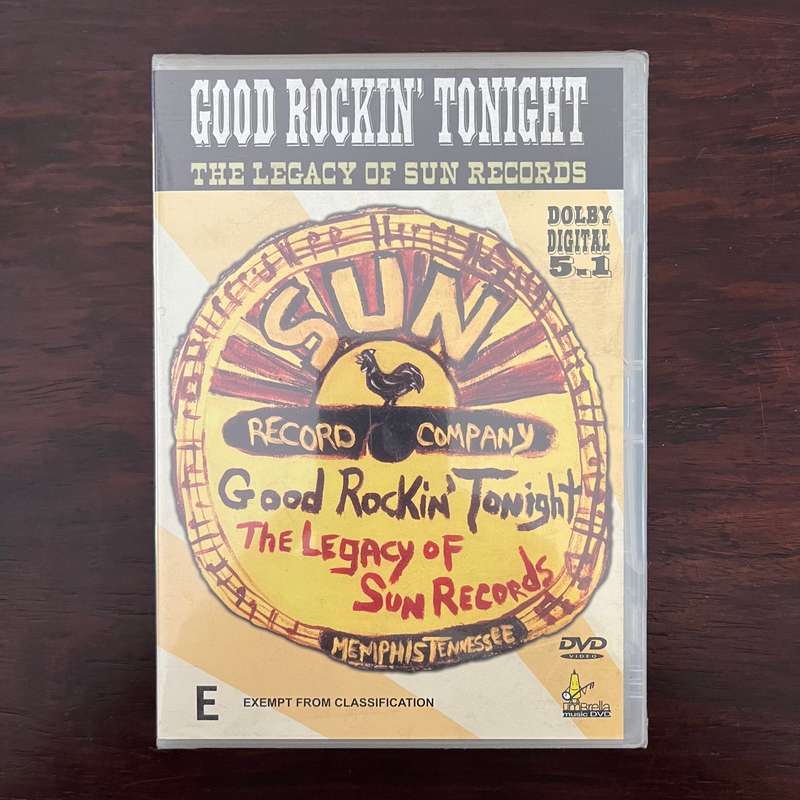 GOOD ROCKIN' TONIGHT
THE LEGACY OF SUN RECORDS
DOLBY
DIGITAL
5.1
SUN
RECORD COMPANY
Good Rockin' Tonight
The Legacy of
Sun Records
MEMPHIS TENNESSEE
DVD
VIDEO
E EXEMPT FROM CLASSIFICATION
umBrella
music DVD